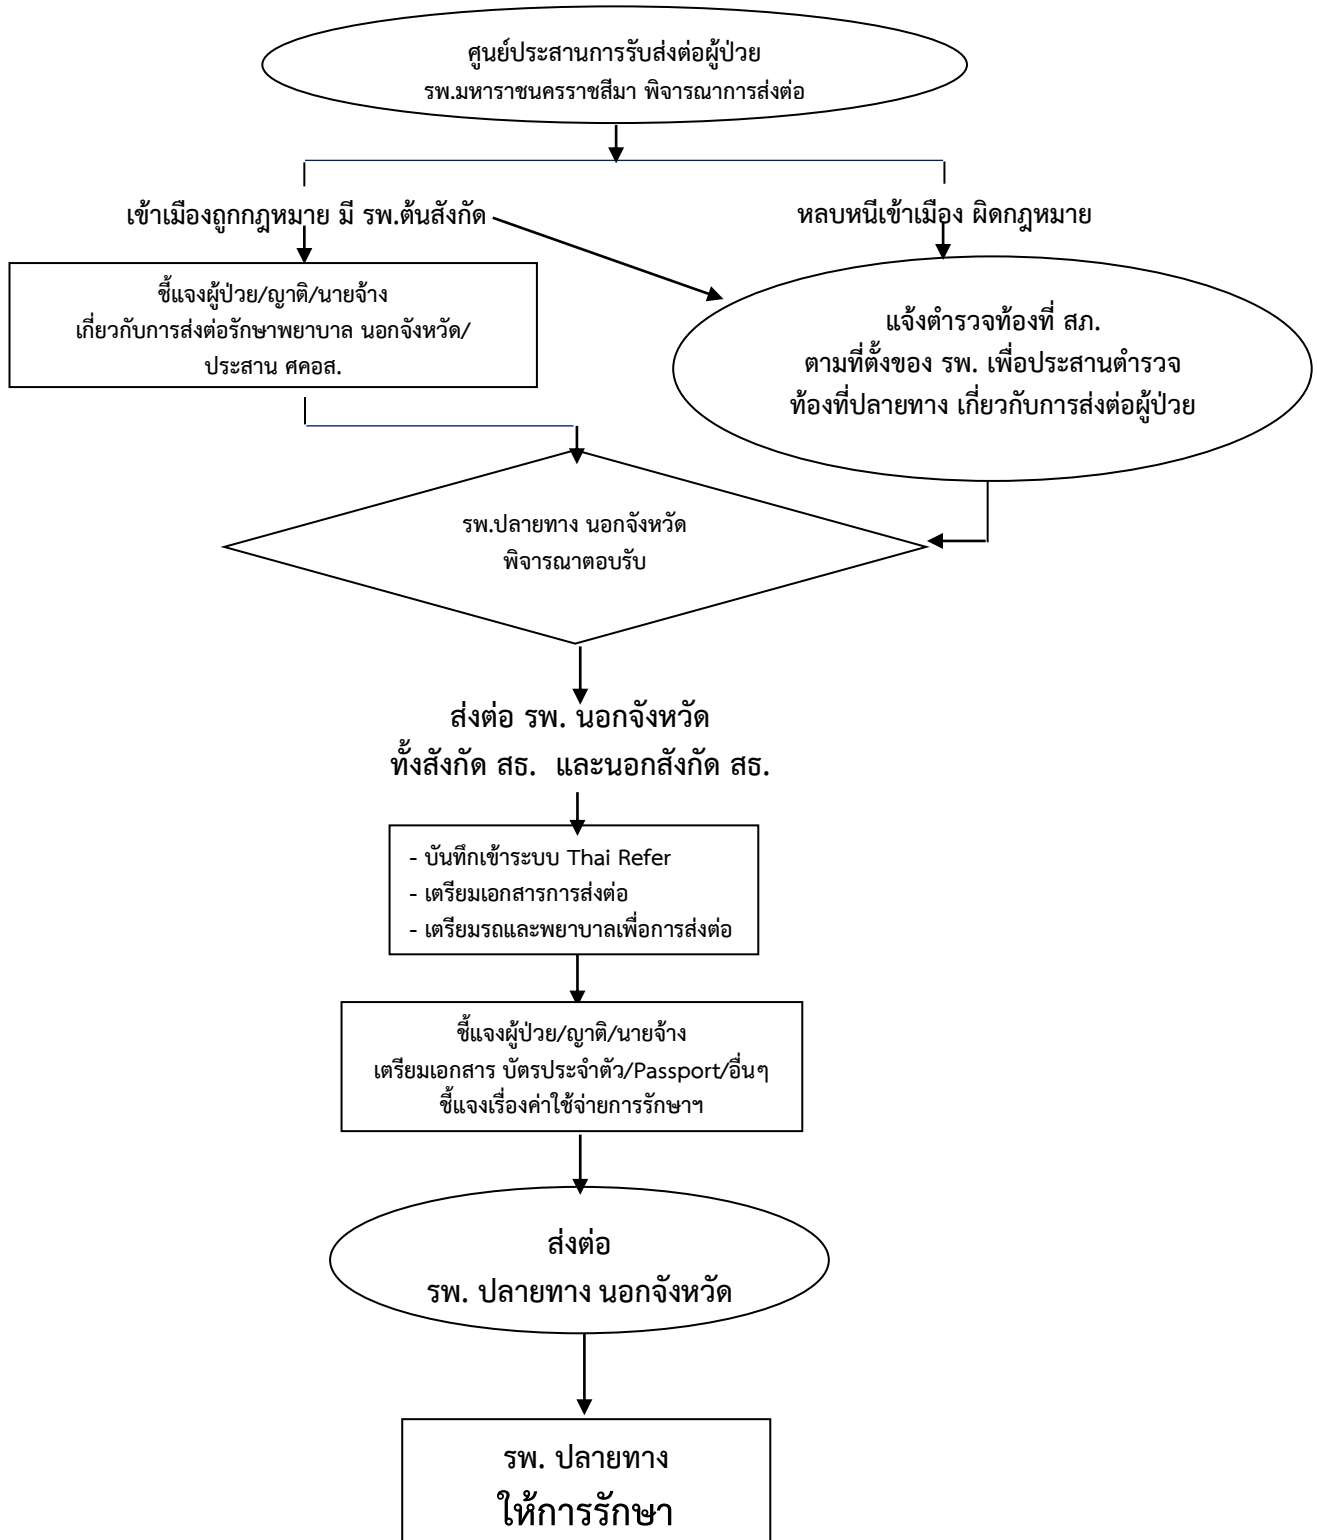 ศูนย์ประสานการรับส่งต่อผู้ป่วย
รพ.มหาราชนครราชสีมา พิจารณาการส่งต่อ
เข้าเมืองถูกกฎหมาย มี รพ.ต้นสังกัด
หลบหนีเข้าเมือง ผิดกฎหมาย
ชี้แจงผู้ป่วย/ญาติ/นายจ้าง
เกี่ยวกับการส่งต่อรักษาพยาบาล นอกจังหวัด/
ประสาน ศคอส.
แจ้งตำรวจท้องที่ สภ.
ตามที่ตั้งของ รพ. เพื่อประสานตำรวจ
ท้องที่ปลายทาง เกี่ยวกับการส่งต่อผู้ป่วย
รพ.ปลายทาง นอกจังหวัด
พิจารณาตอบรับ
ส่งต่อ รพ. นอกจังหวัด
ทั้งสังกัด สธ. และนอกสังกัด สธ.
- บันทึกเข้าระบบ Thai Refer
- เตรียมเอกสารการส่งต่อ
- เตรียมรถและพยาบาลเพื่อการส่งต่อ
ชี้แจงผู้ป่วย/ญาติ/นายจ้าง
เตรียมเอกสาร บัตรประจำตัว/Passport/อื่นๆ
ชี้แจงเรื่องค่าใช้จ่ายการรักษาฯ
ส่งต่อ
รพ. ปลายทาง นอกจังหวัด
รพ. ปลายทาง
ให้การรักษา